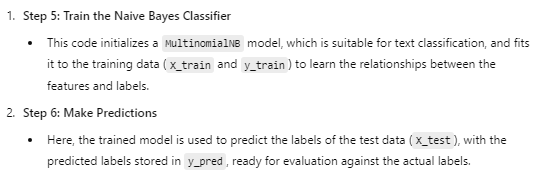 1. Step 5: Train the Naive Bayes Classifier
• This code initializes a MultinomialNB model, which is suitable for text classification, and fits
it to the training data ( X_train and y_train ) to learn the relationships between the
features and labels.
2. Step 6: Make Predictions
• Here, the trained model is used to predict the labels of the test data ( X_test ), with the
predicted labels stored in y_pred , ready for evaluation against the actual labels.